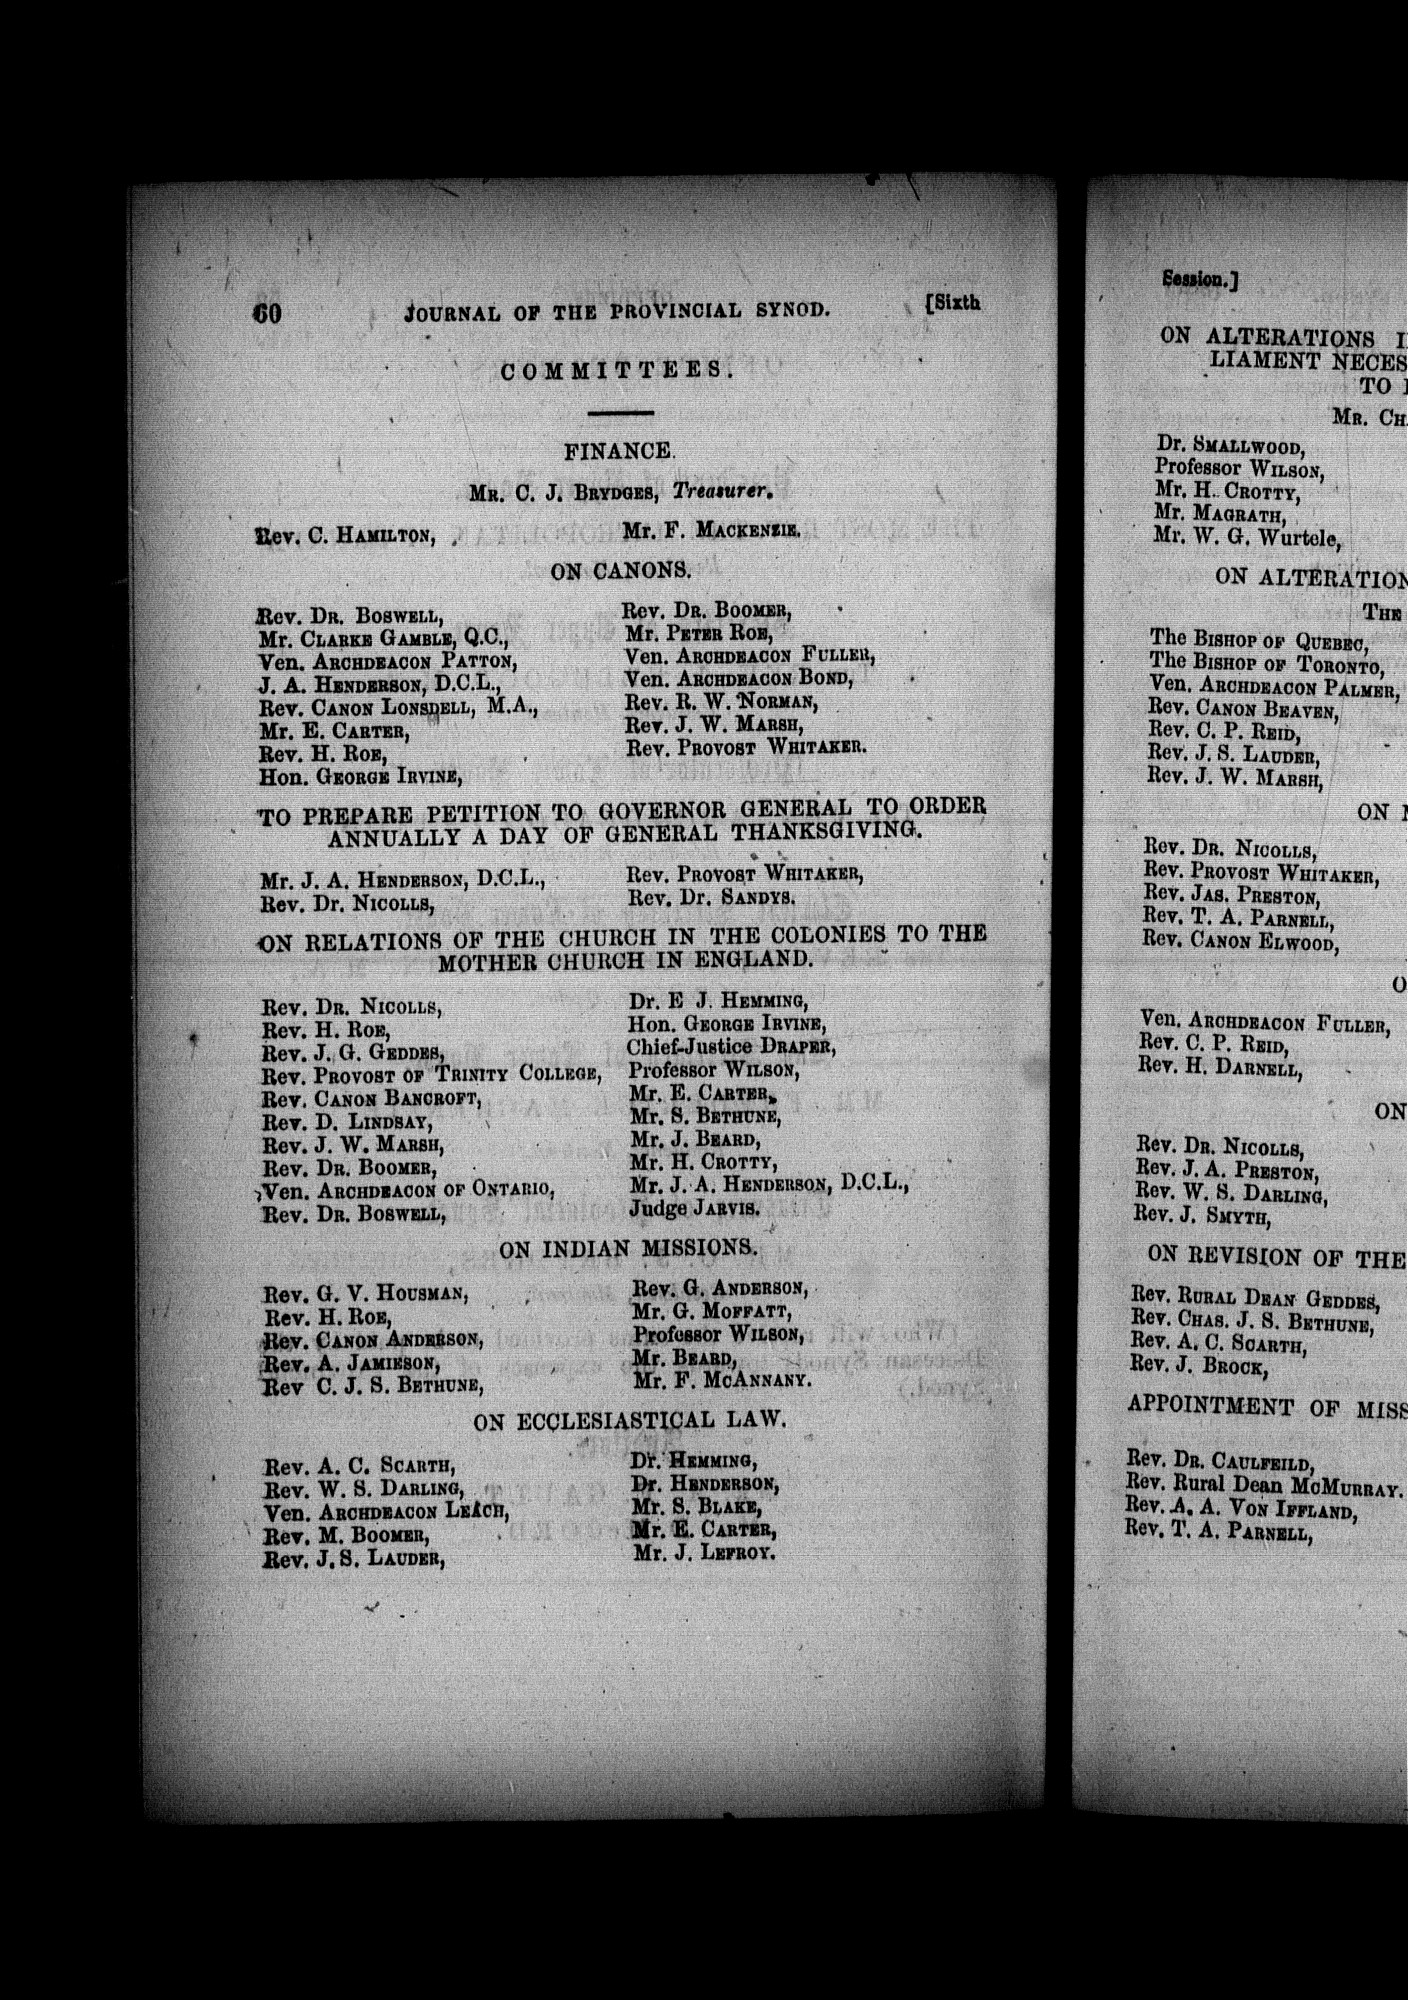 60 JOURNAL OF THE PROVINCIAL SYNOD. [Sixth
COMMITTEES.
FINANCE.
MR. C. J. BRYDGES, Treasurer.
Rev. C. HAMILTON, Mr. F. MACKENZIE.
ON CANONS.
Rev. DR. BOSWELL,
Mr. CLARKE GAMBLE, Q.C.,
Ven. ARCHDEACON PATTON,
J. A. HENDERSON, D.C.L.,
Rev. CANON LONSDELL, M.A.,
Mr. E. CARTER,
Rev. H. ROE,
Hon. GEORGE IRVINE,
Rev. DR. BOOMER,
Mr. PETER ROE,
Ven. ARCHDEACON FULLER,
Ven. ARCHDEACON BOND,
Rev. R. W. NORMAN,
Rev. J. W. MARSH,
Rev. PROVOST WHITAKER.
TO PREPARE PETITION TO GOVERNOR GENERAL TO ORDER
ANNUALLY A DAY OF GENERAL THANKSGIVING.
Mr. J. A. HENDERSON, D.C.L.,
Rev. Dr. NICOLLS,
Rev. PROVOST WHITAKER,
Rev. Dr. SANDYS.
ON RELATIONS OF THE CHURCH IN THE COLONIES TO THE
MOTHER CHURCH IN ENGLAND.
Rev. DR. NICOLLS,
Rev. H. ROE,
Rev. J. G. GEDDES,
Rev. PROVOST OF TRINITY COLLEGE,
Rev. CANON BANCROFT,
Rev. D. LINDSAY,
Rev. J. W. MARSH,
Rev. DR. BOOMER,
Ven. ARCHDEACON OF ONTARIO,
Rev. DR. BOSWELL,
Dr. E J. HEMMING,
Hon. GEORGE IRVINE,
Chief-Justice DRAPER,
Professor WILSON,
Mr. E. CARTER,
Mr. S. BETHUNE,
Mr. J. BEARD,
Mr. H. CROTTY,
Mr. J. A. HENDERSON, D.C.L.,
Judge JARVIS.
ON INDIAN MISSIONS.
Rev. G. V. HOUSMAN,
Rev. H. ROE,
Rev. CANON ANDERSON,
Rev. A. JAMIESON,
Rev C. J. S. BETHUNE,
Rev. G. ANDERSON,
Mr. G. MOFFATT,
Professor WILSON,
Mr. BEARD,
Mr. F. MCANNANY.
ON ECCLESIASTICAL LAW.
Rev. A. C. SCARTH,
Rev. W. S. DARLING,
Ven. ARCHDEACON LEACH,
Rev. M. BOOMER,
Rev. J. S. LAUDER,
Dr. HEMMING,
Dr. HENDERSON,
Mr. S. BLAKE,
Mr. E. CARTER,
Mr. J. LEFROY.
Session.]
ON ALTERATIONS I
LIAMENT NECES
TO
MR. CH
Dr. SMALLWOOD,
Professor WILSON,
Mr. H. CROTTY,
Mr. MAGRATH,
Mr. W. G. Wurtele,
ON ALTERATION
THE
The BISHOP OF QUEBEC,
The BISHOP OF TORONTO,
Ven. ARCHDEACON PALMER,
Rev. CANON BEAVEN,
Rev. C. P. REID,
Rev. J. S. LAUDER,
Rev. J. W. MARSH,
ON
Rev. DR. NICOLLS,
Rev. PROVOST WHITAKER,
Rev. JAS. PRESTON,
Rev. T. A. PARNELL,
Rev. CANON ELWOOD,
O
Ven. ARCHDEACON FULLER,
Rev. C. P. REID,
Rev. H. DARNELL,
ON
Rev. DR. NICOLLS,
Rev. J. A. PRESTON,
Rev. W. S. DARLING,
Rev. J. SMYTH,
ON REVISION OF THE
Rev. RURAL DEAN GEDDES,
Rev. CHAS. J. S. BETHUNE,
Rev. A. C. SCARTH,
Rev. J. BROCK,
APPOINTMENT OF MISS
Rev. DR. CAULFEILD,
Rev. Rural Dean MCMURRAY.
Rev. A. A. VON IFFLAND,
Rev. T. A. PARNELL,